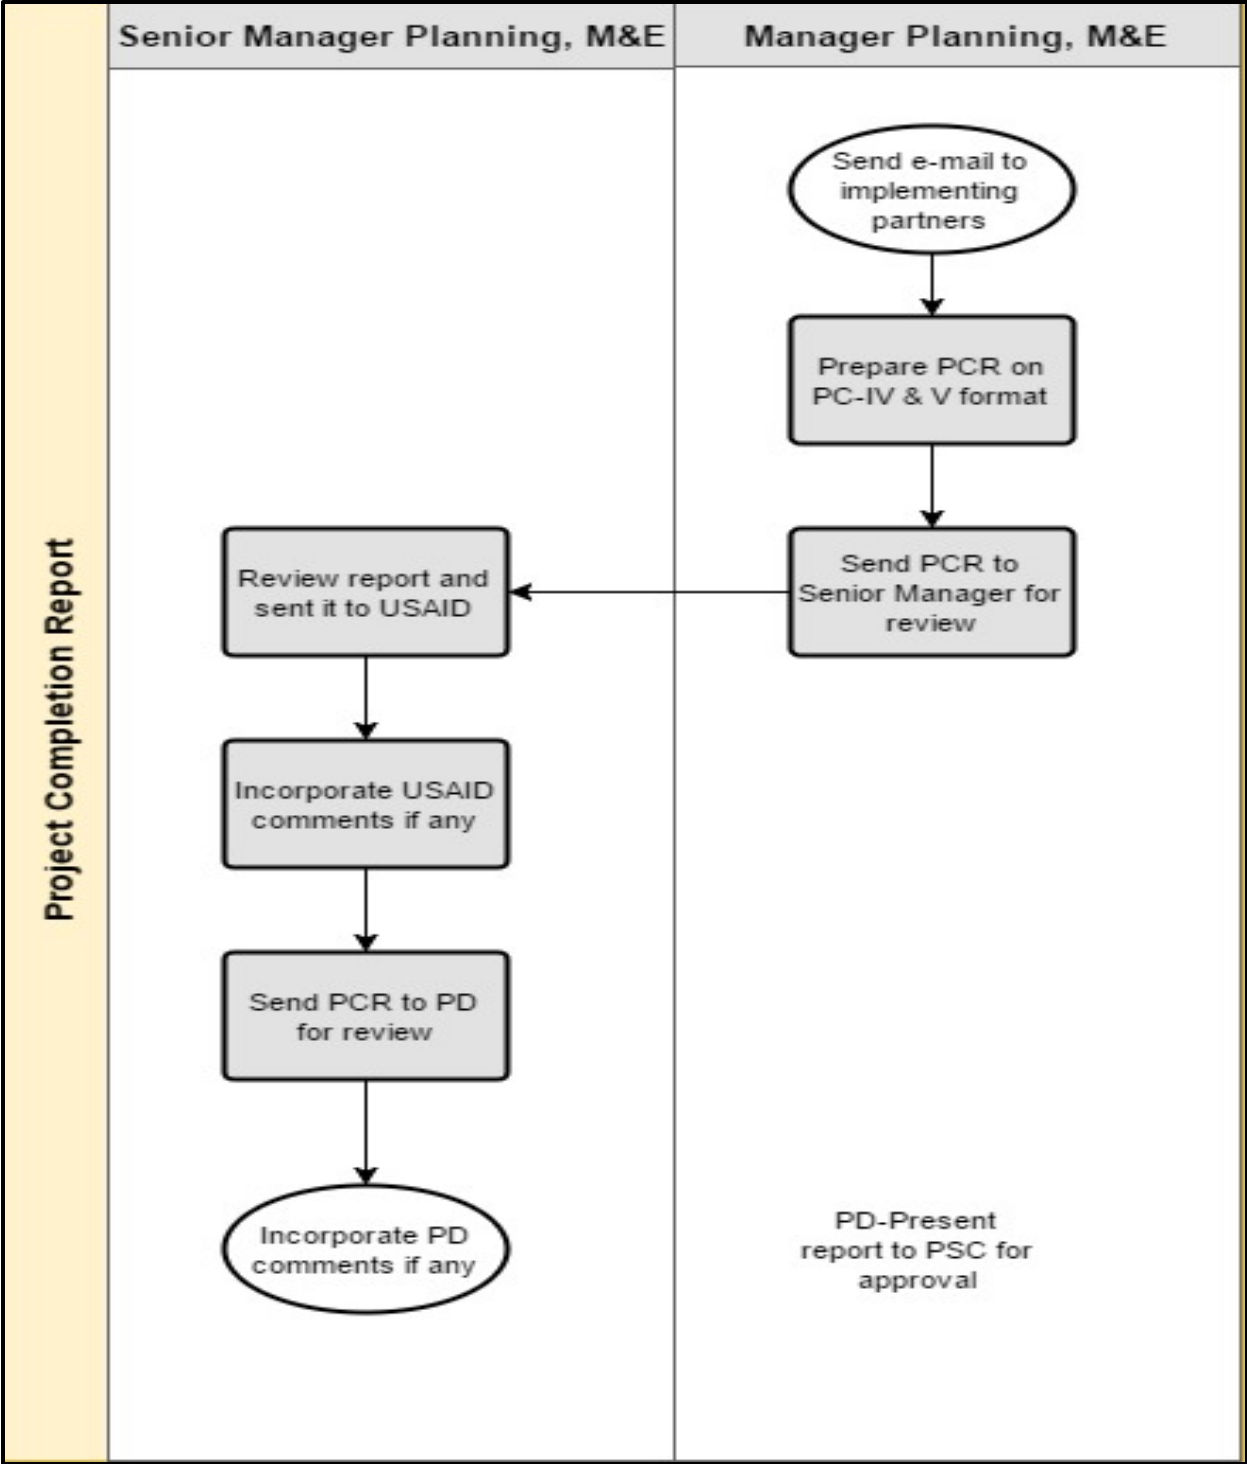 Senior Manager Planning, M&E
Manager Planning, M&E
Project Completion Report
Send e-mail to
implementing
partners
Prepare PCR on
PC-IV & V format
Send PCR to
Senior Manager for
review
Review report and
sent it to USAID
Incorporate USAID
comments if any
Send PCR to PD
for review
Incorporate PD
comments if any
PD-Present
report to PSC for
approval